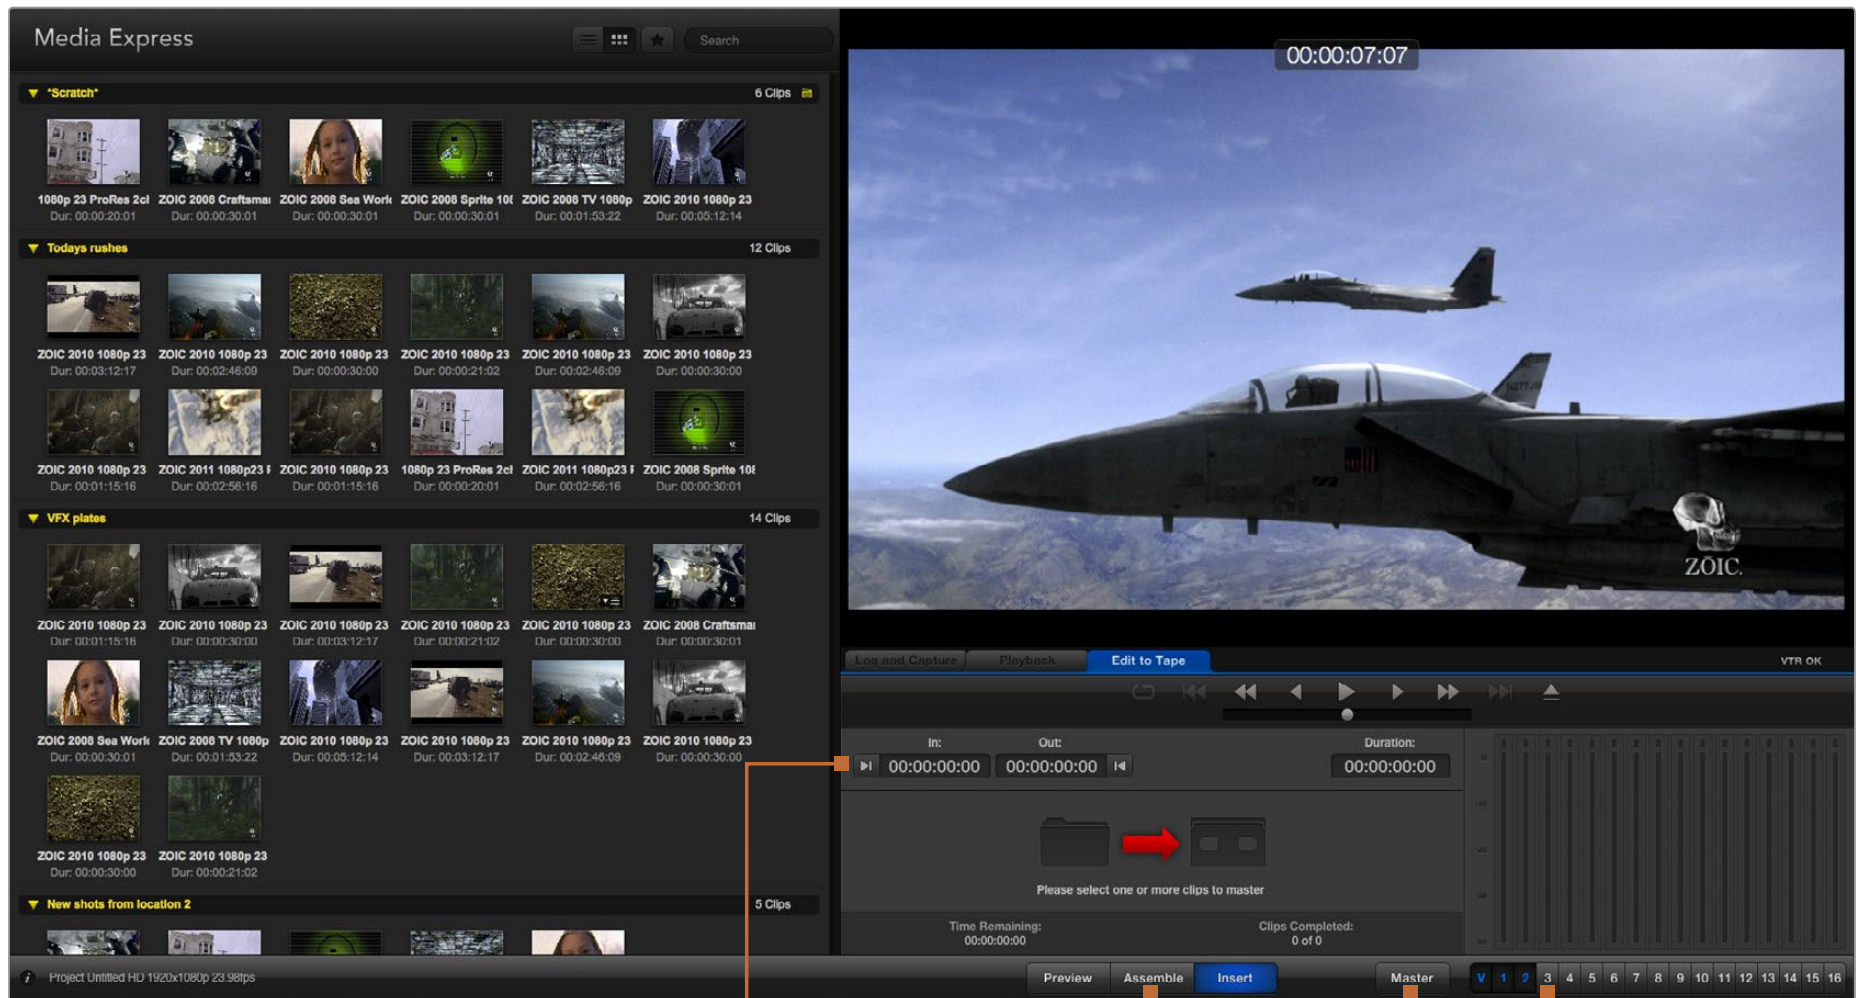 Media Express
Search
*Scratch*
6 Clips
1080p 23 ProRes 2cl
ZOIC 2008 Craftsmar
ZOIC 2008 Sea World
ZOIC 2008 Sprite 108
ZOIC 2008 TV 1080p
ZOIC 2010 1080p 23
Dur: 00:00:20:01
Dur: 00:00:30:01
Dur: 00:00:30:01
Dur: 00:00:30:01
Dur: 00:01:53:22
Dur: 00:05:12:14
Todays rushes
12 Clips
ZOIC 2010 1080p 23
ZOIC 2010 1080p 23
ZOIC 2010 1080p 23
ZOIC 2010 1080p 23
ZOIC 2010 1080p 23
ZOIC 2010 1080p 23
Dur: 00:03:12:17
Dur: 00:02:46:09
Dur: 00:00:30:00
Dur: 00:00:21:02
Dur: 00:02:46:09
Dur: 00:00:30:00
ZOIC 2010 1080p 23
ZOIC 2011 1080p23 F
ZOIC 2010 1080p 23
1080p 23 ProRes 2cl
ZOIC 2011 1080p23 F
ZOIC 2008 Sprite 108
Dur: 00:01:15:16
Dur: 00:02:56:16
Dur: 00:01:15:16
Dur: 00:00:20:01
Dur: 00:02:56:16
Dur: 00:00:30:01
VFX plates
14 Clips
ZOIC 2010 1080p 23
ZOIC 2010 1080p 23
ZOIC 2010 1080p 23
ZOIC 2010 1080p 23
ZOIC 2010 1080p 23
ZOIC 2008 Craftsmar
Dur: 00:01:15:16
Dur: 00:00:30:00
Dur: 00:03:12:17
Dur: 00:00:21:02
Dur: 00:00:30:00
Dur: 00:00:30:01
ZOIC 2008 Sea World
ZOIC 2008 TV 1080p
ZOIC 2010 1080p 23
ZOIC 2010 1080p 23
ZOIC 2010 1080p 23
ZOIC 2010 1080p 23
Dur: 00:00:30:01
Dur: 00:01:53:22
Dur: 00:05:12:14
Dur: 00:03:12:17
Dur: 00:02:46:09
Dur: 00:00:30:00
ZOIC 2010 1080p 23
ZOIC 2010 1080p 23
Dur: 00:00:30:00
Dur: 00:00:21:02
New shots from location 2
5 Clips
Project Untitled HD 1920x1080p 23.98fps
00:00:07:07
ZOIC.
Log and Capture
Playback
Edit to Tape
VTR OK
In:
Out:
Duration:
00:00:00:00
00:00:00:00
00:00:00:00
Please select one or more clips to master
Time Remaining:
00:00:00:00
Clips Completed:
0 of 0
Preview
Assemble
Insert
Master
V 1 2 3 4 5 6 7 8 9 10 11 12 13 14 15 16